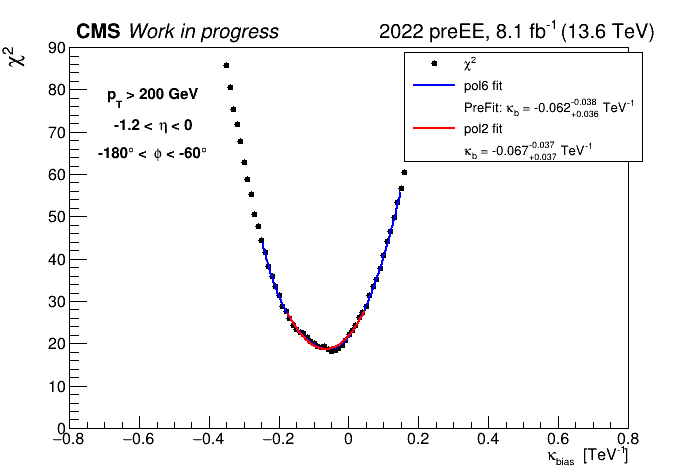 CMS Work in progress
2022 preEE, 8.1 fb⁻¹ (13.6 TeV)
χ²
90
80
70
60
50
40
30
20
10
0
p_T > 200 GeV
-1.2 < η < 0
-180° < φ < -60°
χ²
pol6 fit
PreFit: κ_b = -0.062 -0.038 +0.036 TeV⁻¹
pol2 fit
κ_b = -0.067 -0.037 +0.037 TeV⁻¹
−0.8 −0.6 −0.4 −0.2 0 0.2 0.4 0.6 0.8
κ_bias [TeV⁻¹]